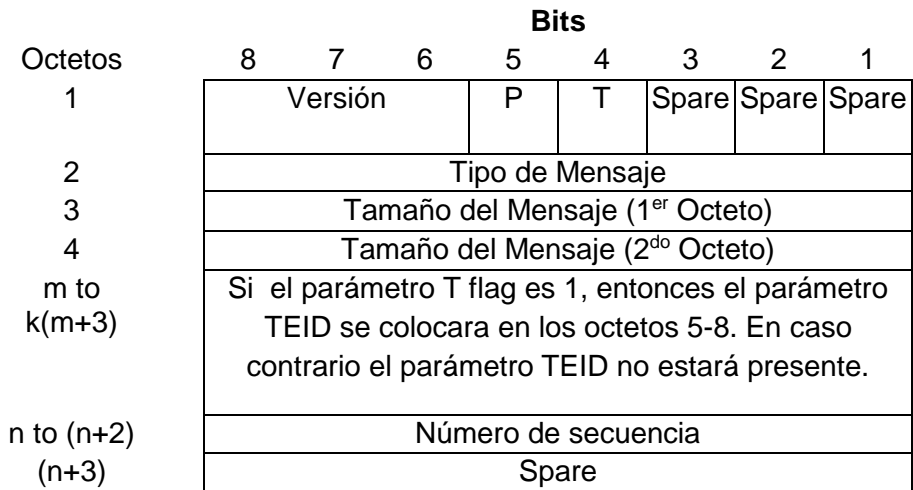 Bits
Octetos 8 7 6 5 4 3 2 1
1 Versión P T Spare Spare Spare
2 Tipo de Mensaje
3 Tamaño del Mensaje (1er Octeto)
4 Tamaño del Mensaje (2do Octeto)
m to Si el parámetro T flag es 1, entonces el parámetro
k(m+3) TEID se colocara en los octetos 5-8. En caso
contrario el parámetro TEID no estará presente.
n to (n+2) Número de secuencia
(n+3) Spare